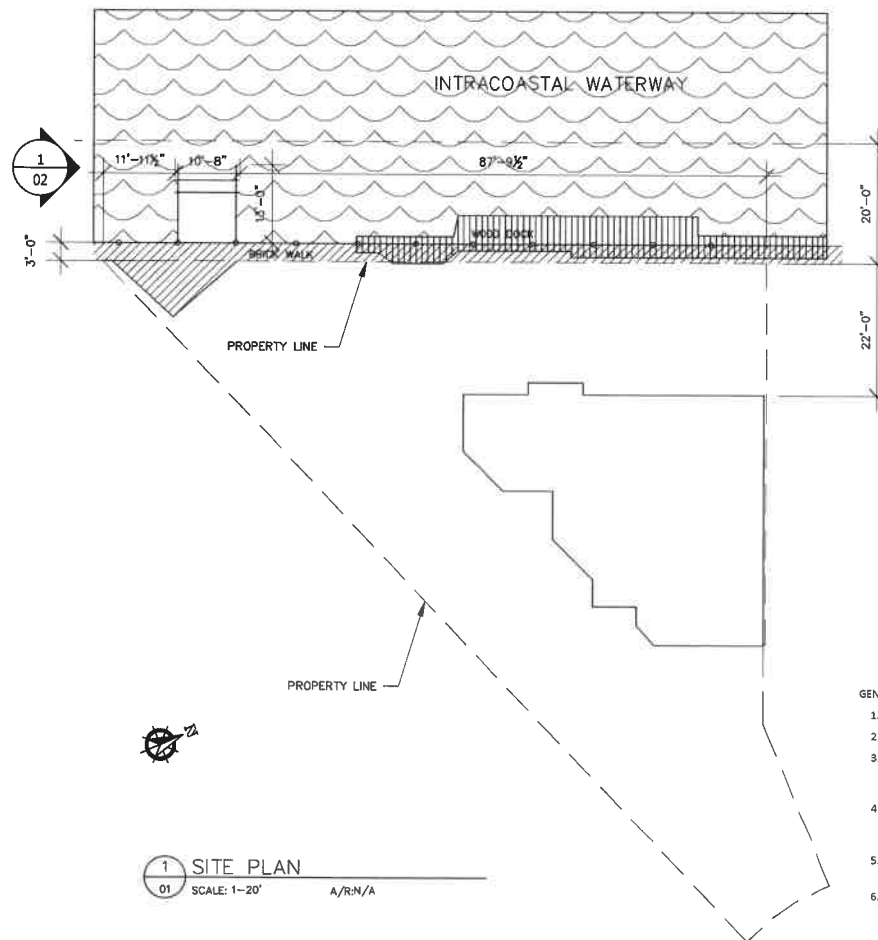 INTRACOASTAL WATERWAY
1
02
11'-11½"
10'-8"
87'-9½"
20'-0"
3'-0"
WOOD DOCK
BRICK WALK
PROPERTY LINE
22'-0"
PROPERTY LINE
N
GEN
1.
2
3.
4
5.
6.
1
01
SITE PLAN
SCALE: 1-20'
A/R:N/A